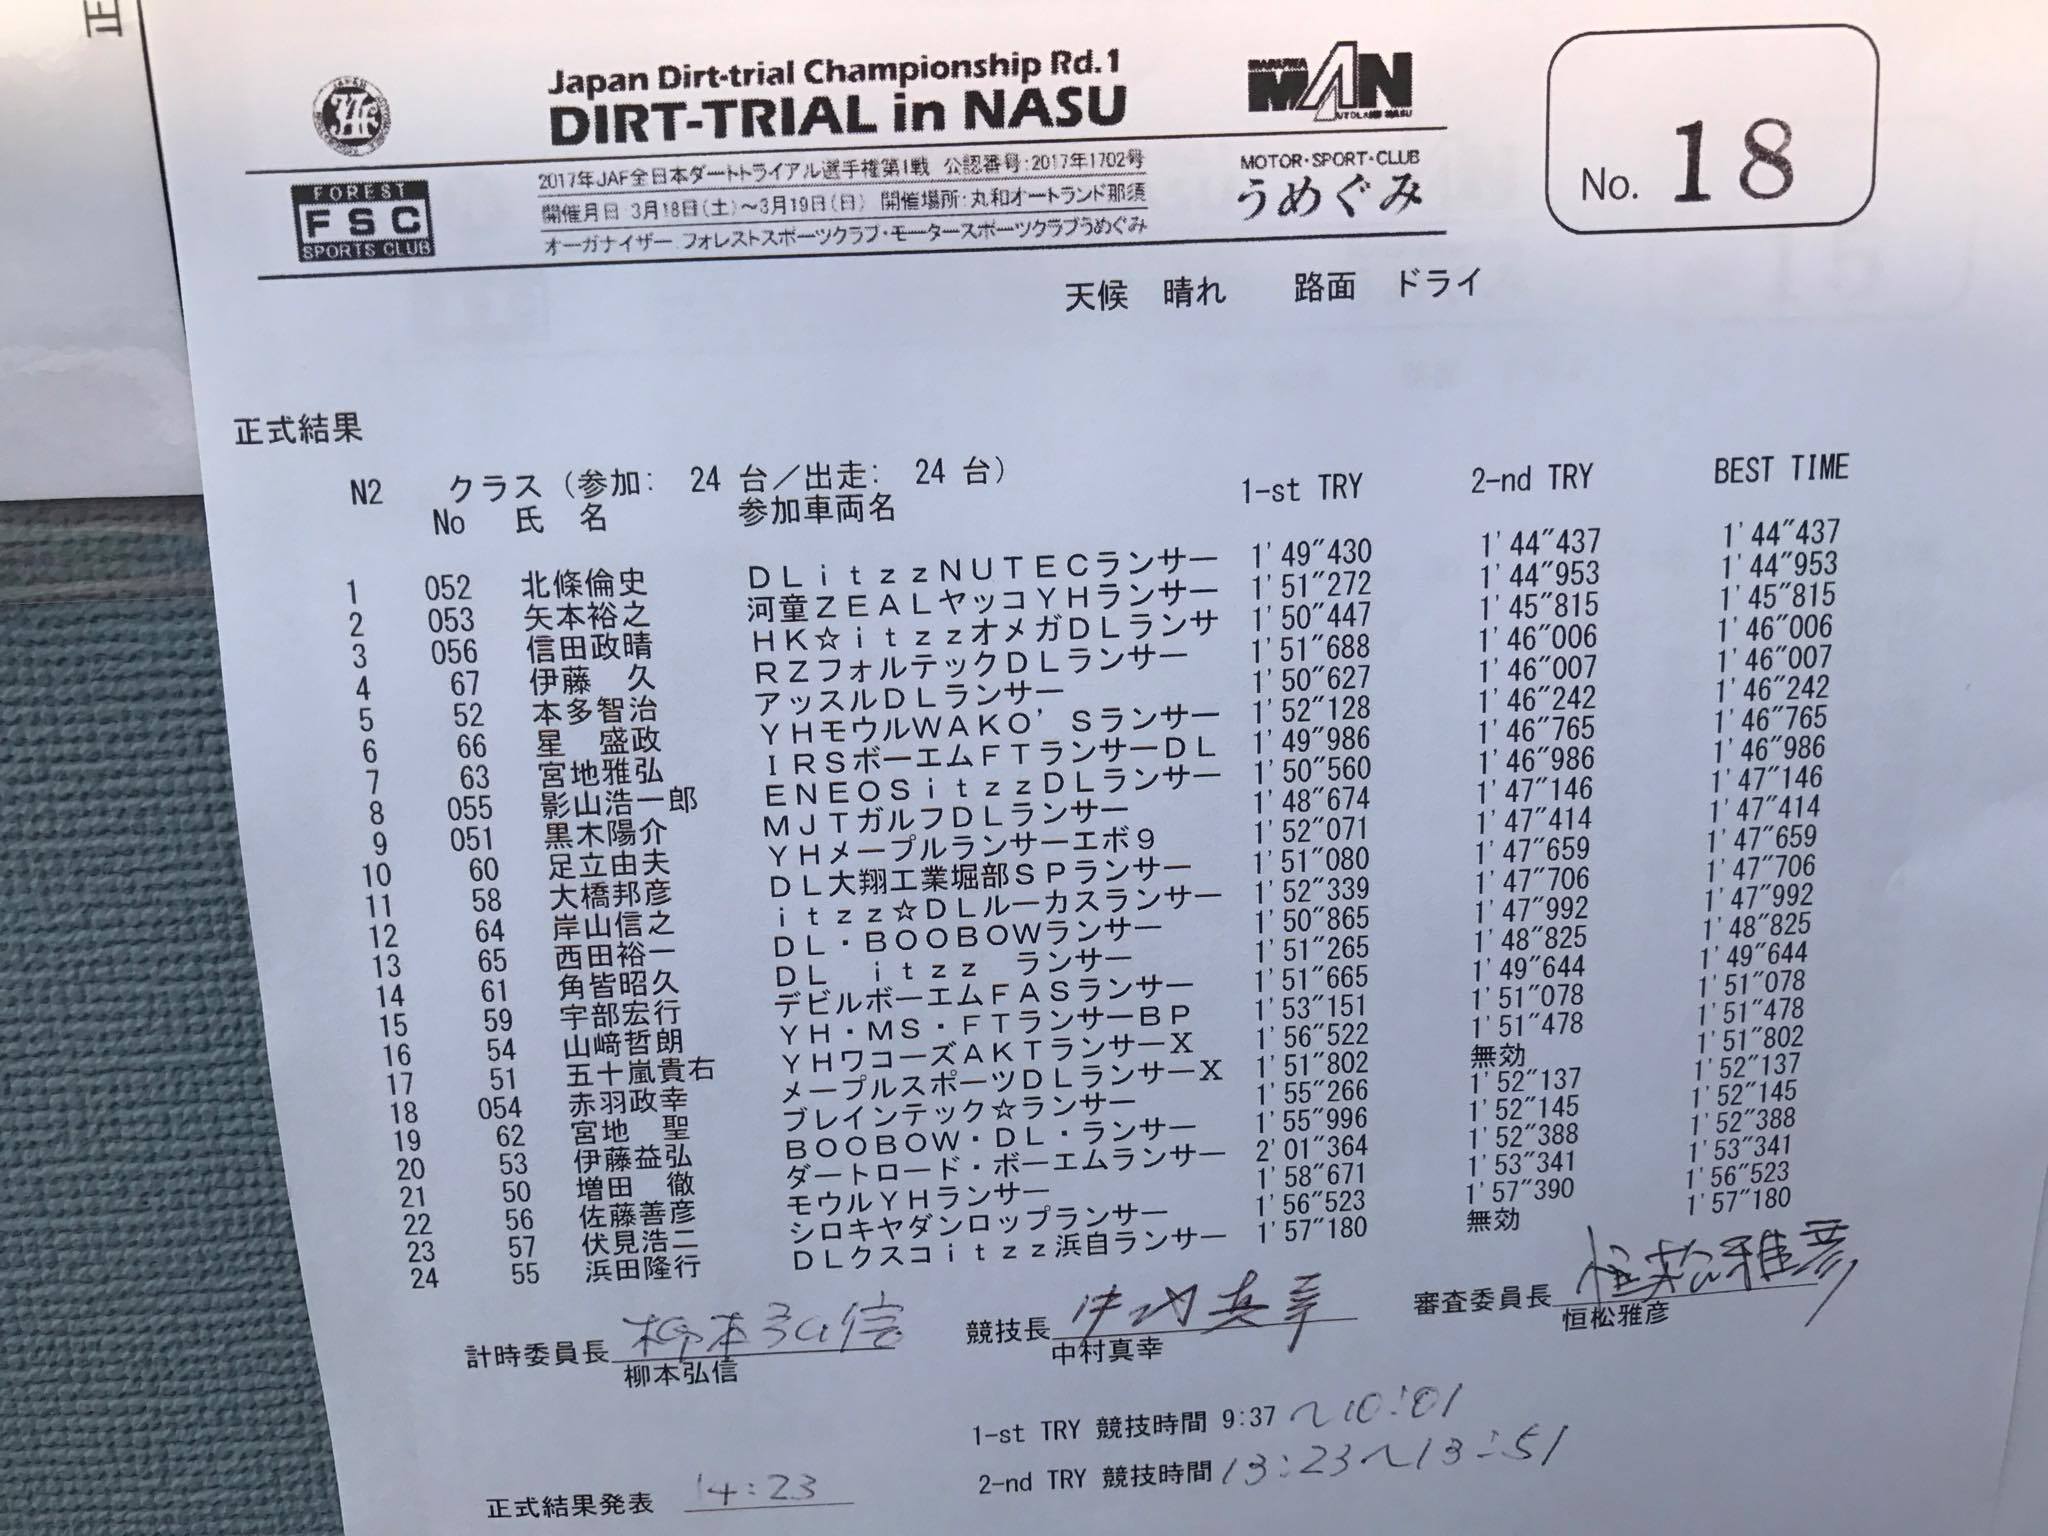 正
Japan Dirt-trial Championship Rd.1
DIRT-TRIAL in NASU
MAN
No. 18
FOREST
FSC
SPORTS CLUB
2017年JAF全日本ダートトライアル選手権第1戦 公認番号:2017年1702号
開催月日 3月18日(土)~3月19日(日) 開催場所:丸和オートランド那須
オーガナイザー フォレストスポーツクラブ・モータースポーツクラブうめぐみ
MOTOR・SPORT・CLUB
うめぐみ
天候 晴れ 路面 ドライ
正式結果
N2 クラス (参加: 24 台/出走: 24 台)
No 氏 名 参加車両名 1-st TRY 2-nd TRY BEST TIME
1 052 北條倫史 DLitzzNUTECランサー 1'49"430 1'44"437 1'44"437
2 053 矢本裕之 河童ZEALヤッコYHランサー 1'51"272 1'44"953 1'44"953
3 056 信田政晴 HK☆itzzオメガDLランサ 1'50"447 1'45"815 1'45"815
4 67 伊藤 久 RZフォルテックDLランサー 1'51"688 1'46"006 1'46"006
5 52 本多智治 アッスルDLランサー 1'50"627 1'46"007 1'46"007
6 66 星 盛政 YHモウルWAKO'Sランサー 1'52"128 1'46"242 1'46"242
7 63 宮地雅弘 IRSボーエムFTランサーDL 1'49"986 1'46"765 1'46"765
8 055 影山浩一郎 ENEOSitzzDLランサー 1'50"560 1'46"986 1'46"986
9 051 黒木陽介 MJTガルフDLランサー 1'48"674 1'47"146 1'47"146
10 60 足立由夫 YHメープルランサーエボ9 1'52"071 1'47"414 1'47"414
11 58 大橋邦彦 DL大翔工業堀部SPランサー 1'51"080 1'47"659 1'47"659
12 64 岸山信之 itzz☆DLルーカスランサー 1'52"339 1'47"706 1'47"706
13 65 西田裕一 DL・BOOBOWランサー 1'50"865 1'47"992 1'47"992
14 61 角皆昭久 DL itzz ランサー 1'51"265 1'48"825 1'48"825
15 59 宇部宏行 デビルボーエムFASランサー 1'51"665 1'49"644 1'49"644
16 54 山﨑哲朗 YH・MS・FTランサーBP 1'53"151 1'51"078 1'51"078
17 51 五十嵐貴右 YHワコーズAKTランサーX 1'56"522 1'51"478 1'51"478
18 054 赤羽政幸 メープルスポーツDLランサーX 1'51"802 無効 1'51"802
19 62 宮地 聖 ブレインテック☆ランサー 1'55"266 1'52"137 1'52"137
20 53 伊藤益弘 BOOBOW・DL・ランサー 1'55"996 1'52"145 1'52"145
21 50 増田 徹 ダートロード・ボーエムランサー 2'01"364 1'52"388 1'52"388
22 56 佐藤善彦 モウルYHランサー 1'58"671 1'53"341 1'53"341
23 57 伏見浩二 シロキヤダンロップランサー 1'56"523 1'57"390 1'56"523
24 55 浜田隆行 DLクスコitzz浜自ランサー 1'57"180 無効 1'57"180
計時委員長 柳本弘信 競技長 中村真幸 審査委員長 恒松雅彦
柳本弘信 中村真幸 恒松雅彦
1-st TRY 競技時間 9:37 ~10:01
2-nd TRY 競技時間 13:23~13:51
正式結果発表 14:23